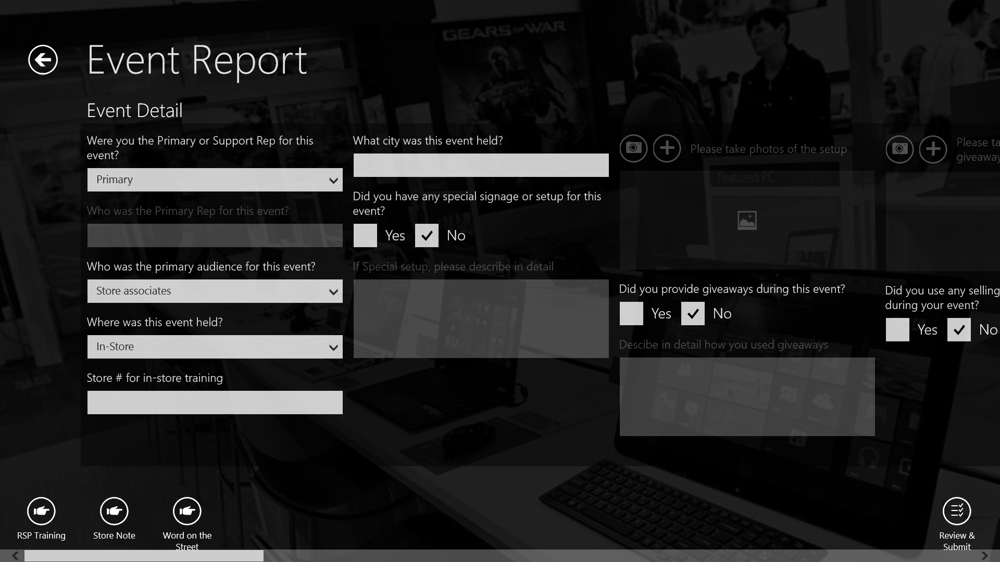 GEARS OF WAR
Event Report
Event Detail
Were you the Primary or Support Rep for this
event?
Primary
Who was the Primary Rep for this event?
Who was the primary audience for this event?
Store associates
Where was this event held?
In-Store
Store # for in-store training
What city was this event held?
Did you have any special signage or setup for this
event?
Yes
No
If Special setup, please describe in detail
Please take photos of the setup
Featured PC
Did you provide giveaways during this event?
Yes
No
Descibe in detail how you used giveaways
Please ta
giveaway
Did you use any selling
during your event?
Yes
No
RSP Training
Store Note
Word on the
Street
Review &
Submit